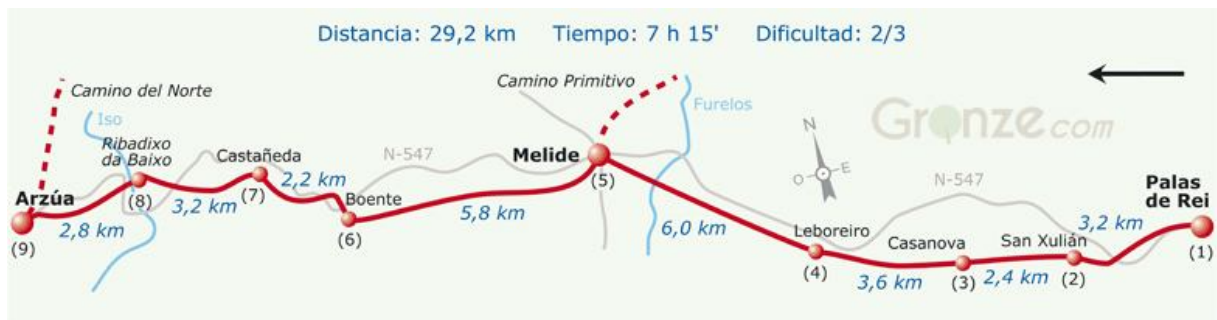 Distancia: 29,2 km Tiempo: 7 h 15' Dificultad: 2/3
Camino del Norte
Iso
Ribadixo
da Baixo
Castañeda
N-547
Arzúa
(9)
2,8 km
(8)
3,2 km
(7)
2,2 km
Boente
(6)
5,8 km
Camino Primitivo
Melide
(5)
Furelos
6,0 km
N
O
E
Gronze.com
N-547
Leboreiro
(4)
3,6 km
Casanova
(3)
2,4 km
San Xulián
(2)
3,2 km
Palas
de Rei
(1)